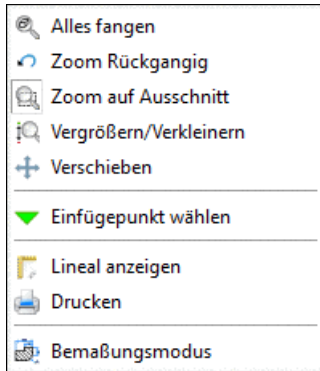 Alles fangen
Zoom Rückgangig
Zoom auf Ausschnitt
Vergrößern/Verkleinern
Verschieben
Einfügepunkt wählen
Lineal anzeigen
Drucken
Bemaßungsmodus